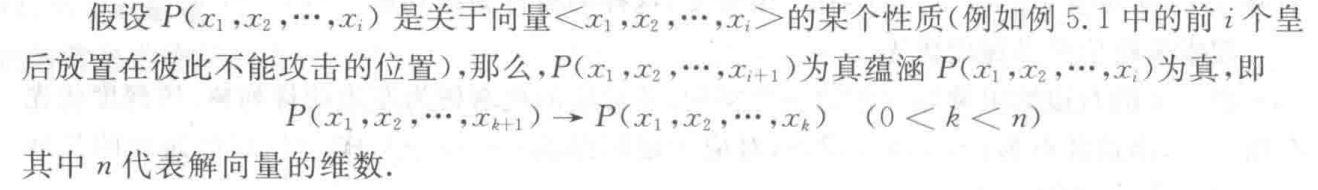 假设 P(x₁,x₂,⋯,xᵢ) 是关于向量<x₁,x₂,⋯,xᵢ>的某个性质(例如例 5.1 中的前 i 个皇
后放置在彼此不能攻击的位置),那么,P(x₁,x₂,⋯,xᵢ₊₁)为真蕴涵 P(x₁,x₂,⋯,xᵢ)为真,即
P(x₁,x₂,⋯,xₖ₊₁) → P(x₁,x₂,⋯,xₖ) (0 < k < n)
其中 n 代表解向量的维数.